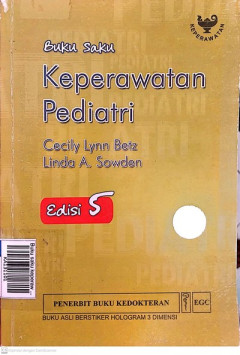 KEPERAWATAN
Buku Saku
Keperawatan
Pediatri
Cecily Lynn Betz
Linda A. Sowden
Edisi 5
PENERBIT BUKU KEDOKTERAN
EGC
BUKU ASLI BERSTIKER HOLOGRAM 3 DIMENSI